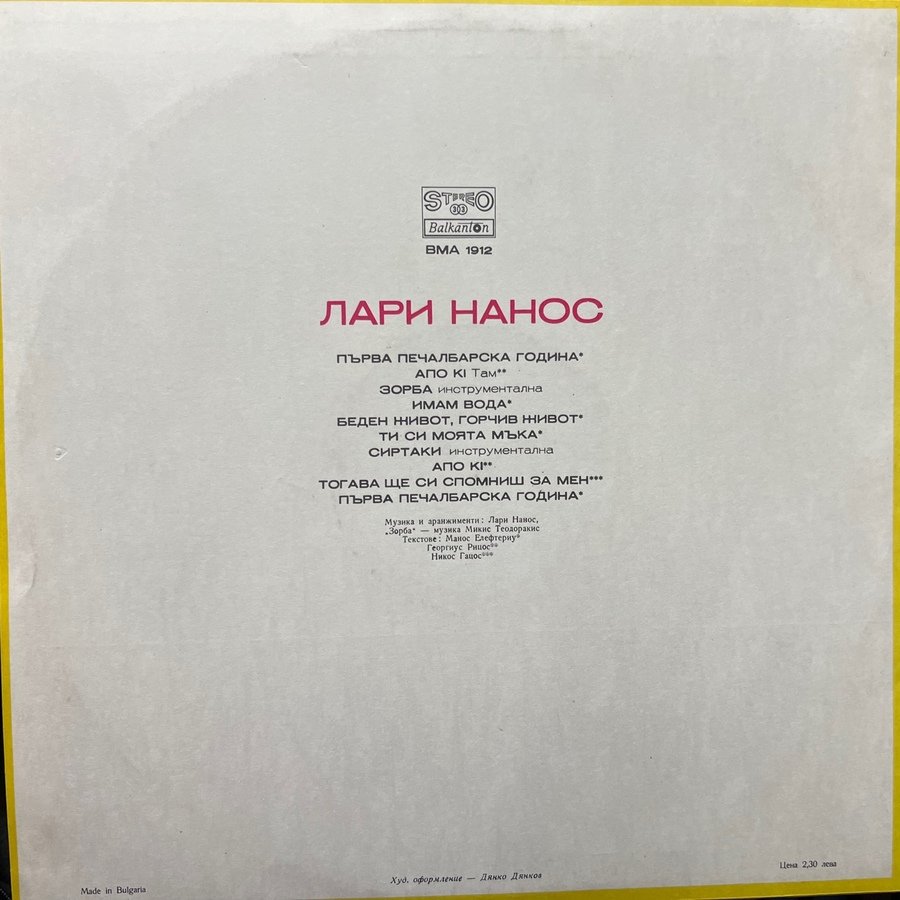 STEREO
33
Balkanton
ВМА 1912
ЛАРИ НАНОС
ПЪРВА ПЕЧАЛБАРСКА ГОДИНА*
АПО КІ Там**
ЗОРБА инструментална
ИМАМ ВОДА*
БЕДЕН ЖИВОТ, ГОРЧИВ ЖИВОТ*
ТИ СИ МОЯТА МЪКА*
СИРТАКИ инструментална
АПО КІ**
ТОГАВА ЩЕ СИ СПОМНИШ ЗА МЕН***
ПЪРВА ПЕЧАЛБАРСКА ГОДИНА*
Музика и аранжименти: Лари Нанос,
„Зорба“ — музика Микис Теодоракис
Текстове: Манос Елефтериу*
Георгиус Рицос**
Никос Гацос***
Цена 2,30 лева
Худ. оформление — Дянко Дянков
Made in Bulgaria